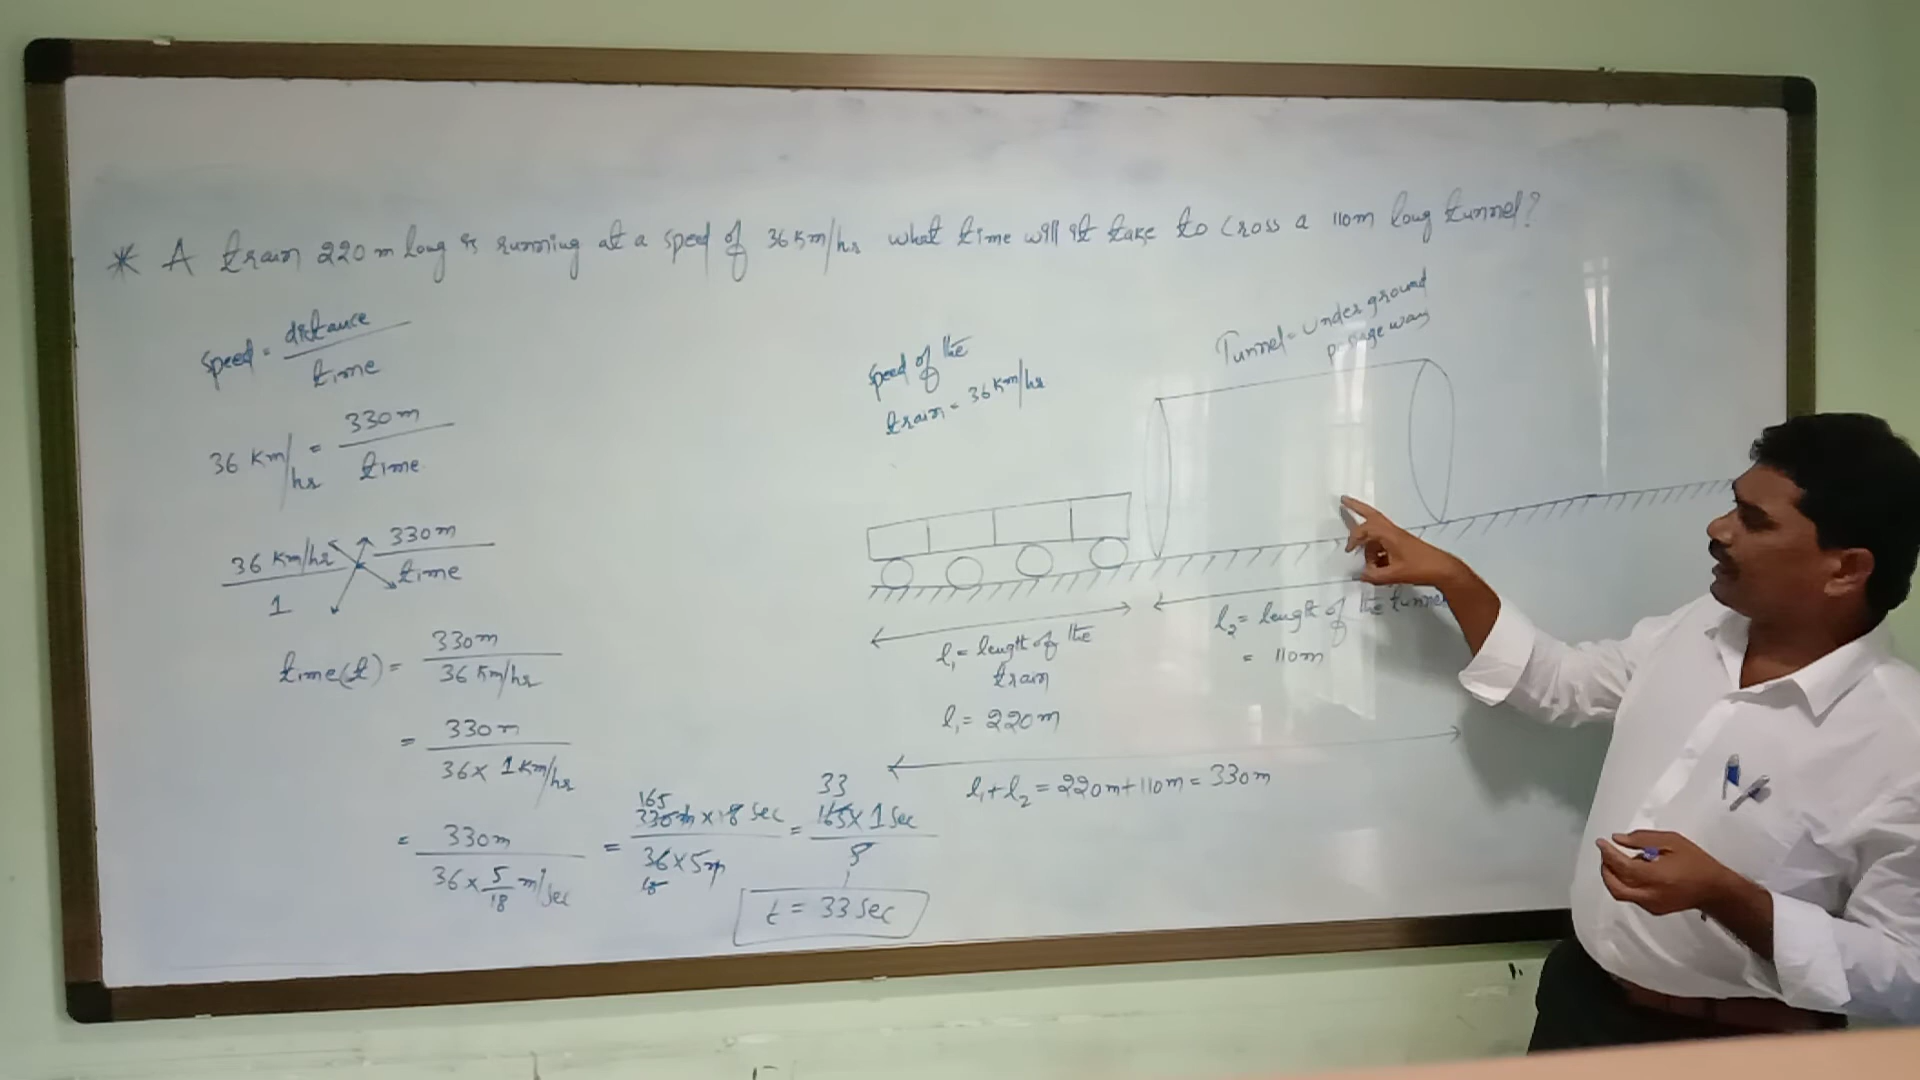 * A train 220 m long is running at a speed of 36 Km/hr what time will it take to Cross a 110m long tunnel?
speed = distance / time
36 Km/hr = 330m / time
36 Km/hr / 1 330m / time
time(t) = 330m / 36 Km/hr
= 330m / 36 x 1 Km/hr
= 330m / 36 x 5/18 m/sec
= 330m x 18 sec / 36 x 5m
165
18
= 165 x 1 sec / 5
33
t = 33 sec
speed of the
train = 36 Km/hr
Tunnel = under ground
passage way
l₁ = length of the
train
l₁ = 220m
l₂ = length of the tunnel
= 110m
l₁ + l₂ = 220m + 110m = 330m